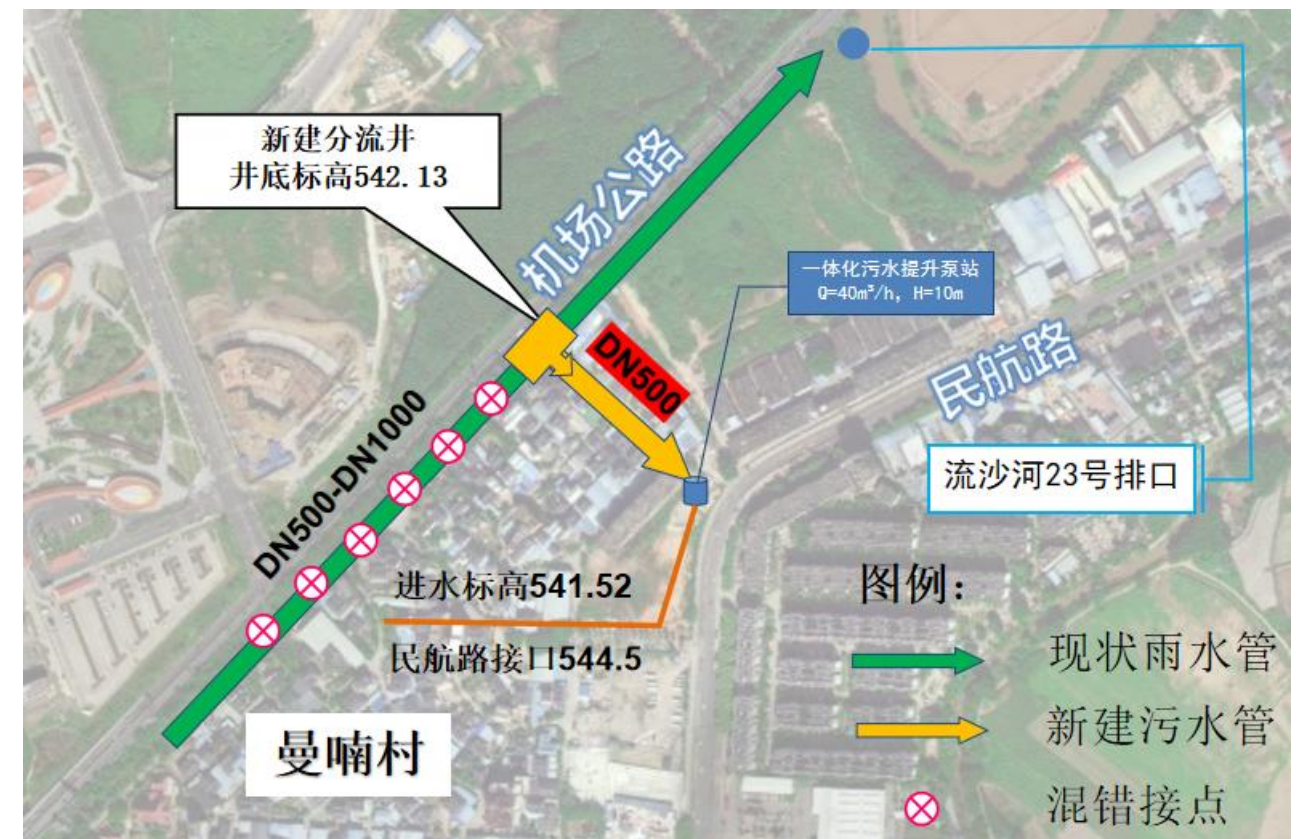 新建分流井
井底标高542.13
机场公路
一体化污水提升泵站
Q=40m³/h, H=10m
DN500
民航路
DN500-DN1000
流沙河23号排口
进水标高541.52
民航路接口544.5
曼喃村
图例：
现状雨水管
新建污水管
混错接点